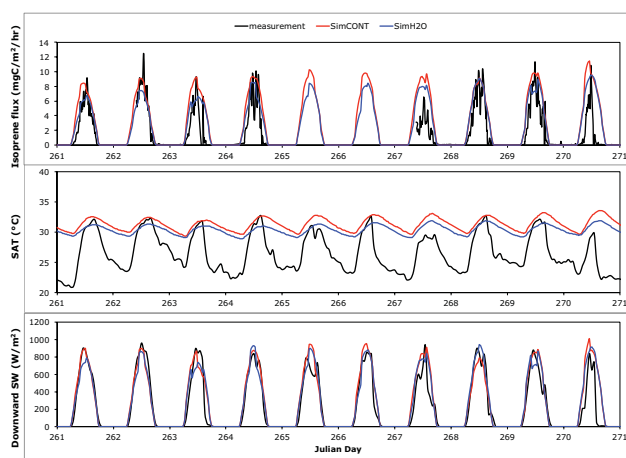 measurement SimCONT SimH2O
Isoprene flux (mgC/m²/hr)
14
12
10
8
6
4
2
0
261 262 263 264 265 266 267 268 269 270 271
SAT (°C)
40
35
30
25
20
261 262 263 264 265 266 267 268 269 270 271
Downward SW (W/m²)
1200
1000
800
600
400
200
0
261 262 263 264 265 266 267 268 269 270 271
Julian Day